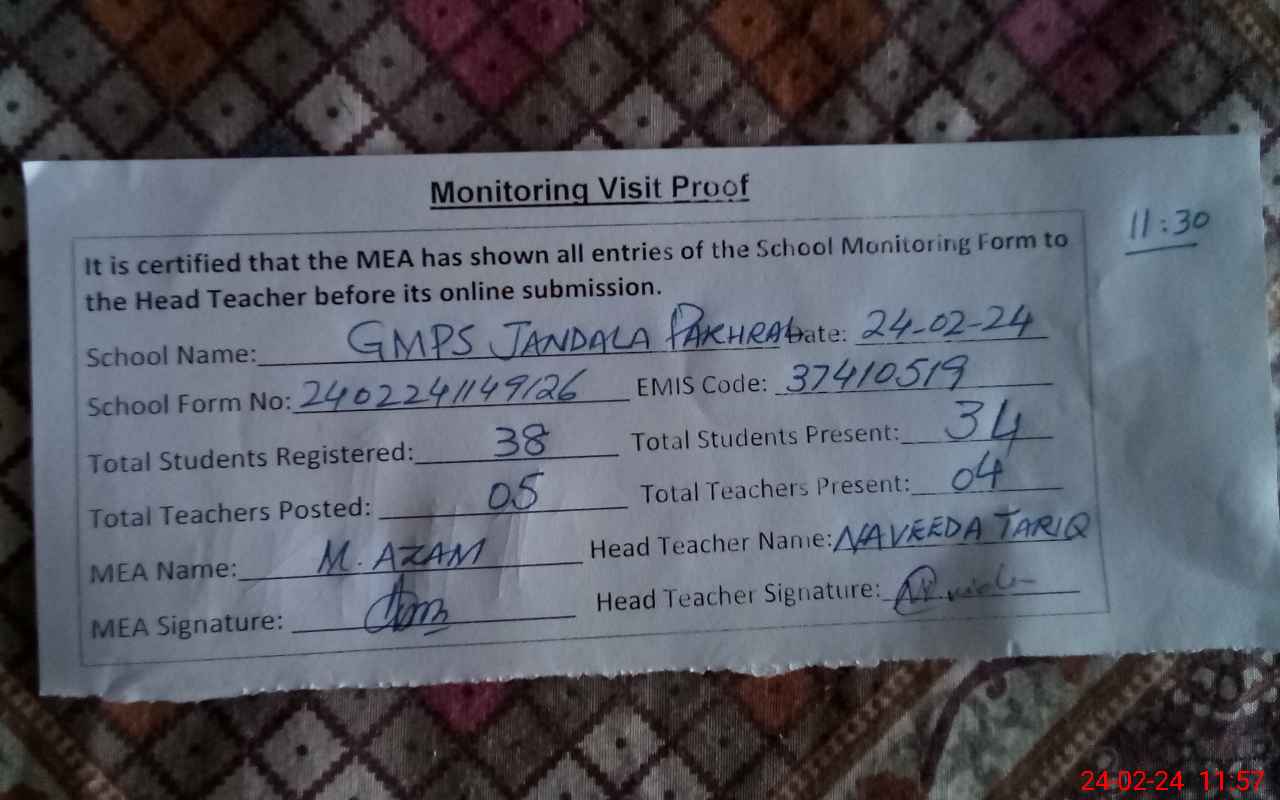 Monitoring Visit Proof
11:30
It is certified that the MEA has shown all entries of the School Monitoring Form to
the Head Teacher before its online submission.
School Name: GMPS JANDALA PAKHRAL Date: 24-02-24
School Form No: 2402241149126 EMIS Code: 37410519
Total Students Registered: 38 Total Students Present: 34
Total Teachers Posted: 05 Total Teachers Present: 04
MEA Name: M. AZAM Head Teacher Name: NAVEEDA TARIQ
MEA Signature: Head Teacher Signature:
24-02-24 11:57